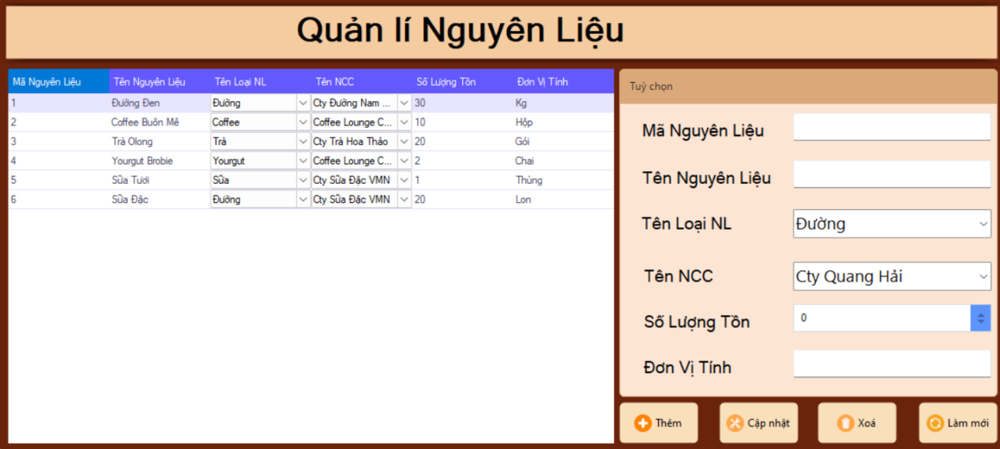 Quản lí Nguyên Liệu
Mã Nguyên Liệu Tên Nguyên Liệu Tên Loại NL Tên NCC Số Lượng Tồn Đơn Vị Tính
1 Đường Đen Đường Cty Đường Nam ... 30 Kg
2 Coffee Buôn Mê Coffee Coffee Lounge C... 10 Hộp
3 Trà Olong Trà Cty Trà Hoa Thảo 20 Gói
4 Yourgut Brobie Yourgut Coffee Lounge C... 2 Chai
5 Sữa Tươi Sữa Cty Sữa Đặc VMN 1 Thùng
6 Sữa Đặc Đường Cty Sữa Đặc VMN 20 Lon
Tuỳ chọn
Mã Nguyên Liệu
Tên Nguyên Liệu
Tên Loại NL Đường
Tên NCC Cty Quang Hải
Số Lượng Tồn 0
Đơn Vị Tính
Thêm Cập nhật Xoá Làm mới